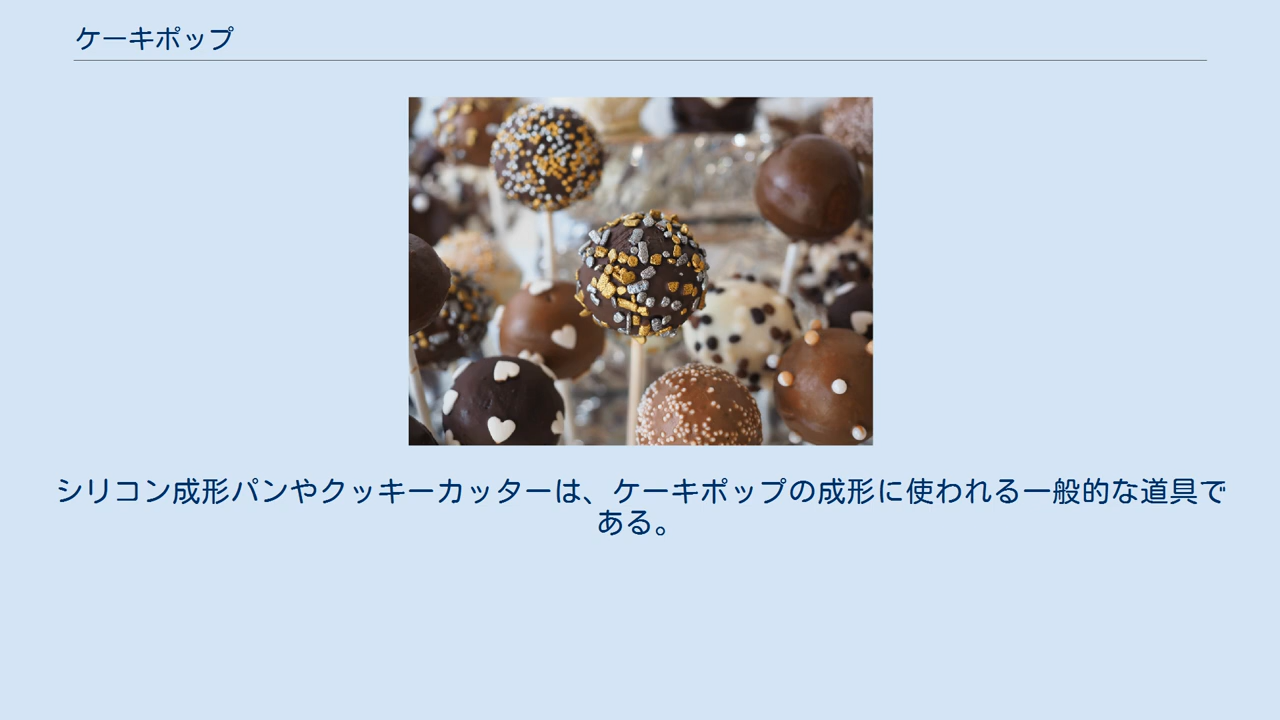 ケーキポップ
シリコン成形パンやクッキーカッターは、ケーキポップの成形に使われる一般的な道具で
ある。